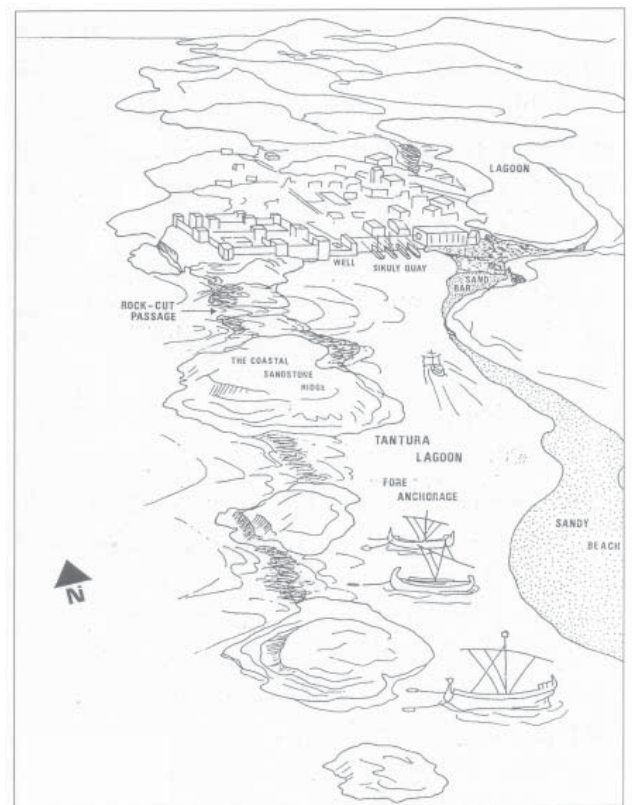 LAGOON
WELL
SIKULY QUAY
SAND
BAR
ROCK-CUT
PASSAGE
THE COASTAL
SANDSTONE
RIDGE
TANTURA
LAGOON
FORE
ANCHORAGE
SANDY
BEACH
N